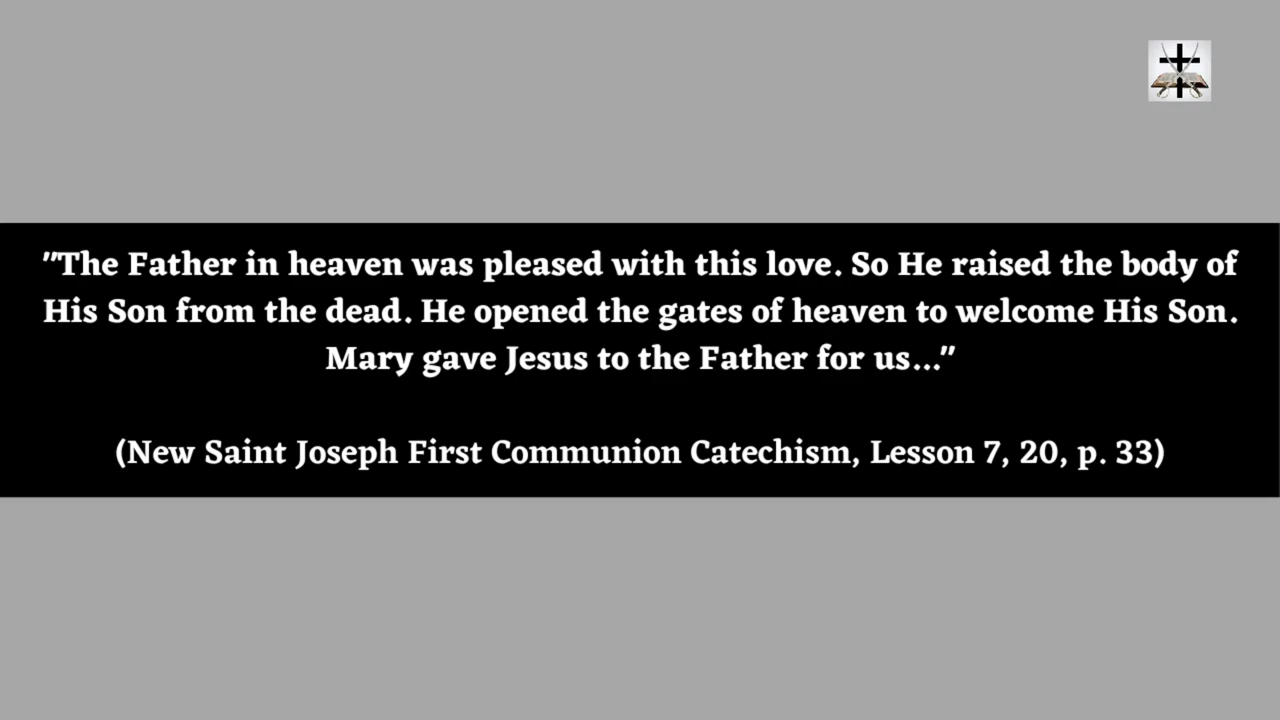 "The Father in heaven was pleased with this love. So He raised the body of
His Son from the dead. He opened the gates of heaven to welcome His Son.
Mary gave Jesus to the Father for us..."
(New Saint Joseph First Communion Catechism, Lesson 7, 20, p. 33)